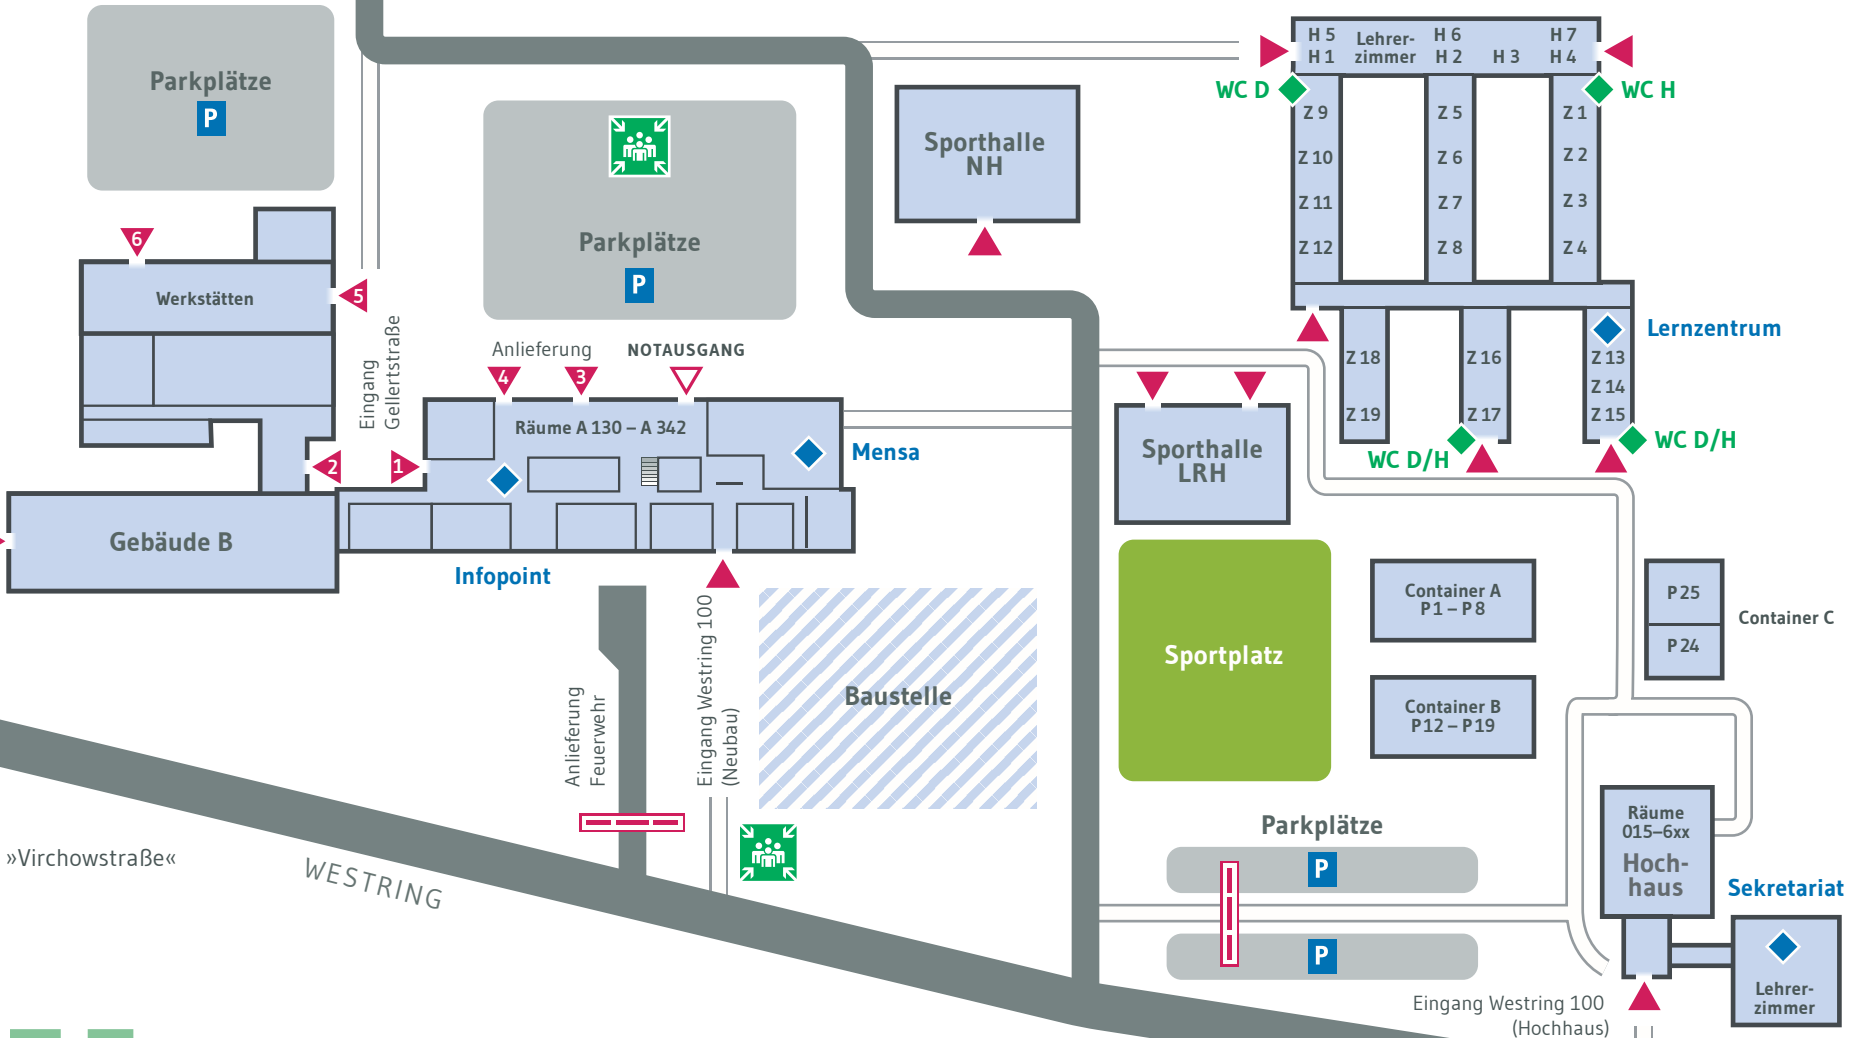 Parkplätze
P
6
Werkstätten
5
Eingang
Gellertstraße
2
1
Gebäude B
Parkplätze
P
Anlieferung
NOTAUSGANG
4
3
Räume A 130 – A 342
Mensa
Infopoint
Anlieferung
Feuerwehr
Eingang Westring 100
(Neubau)
Baustelle
»Virchowstraße«
WESTRING
Sporthalle
NH
H 5
H 1
Lehrer-
zimmer
H 6
H 2
H 3
H 7
H 4
WC D
WC H
Z 9
Z 10
Z 11
Z 12
Z 5
Z 6
Z 7
Z 8
Z 1
Z 2
Z 3
Z 4
Lernzentrum
Z 18
Z 19
Z 16
Z 17
Z 13
Z 14
Z 15
WC D/H
WC D/H
Sporthalle
LRH
Sportplatz
Container A
P1 – P 8
Container B
P12 – P19
P 25
P 24
Container C
Parkplätze
P
P
Räume
015–6xx
Hoch-
haus
Sekretariat
Lehrer-
zimmer
Eingang Westring 100
(Hochhaus)